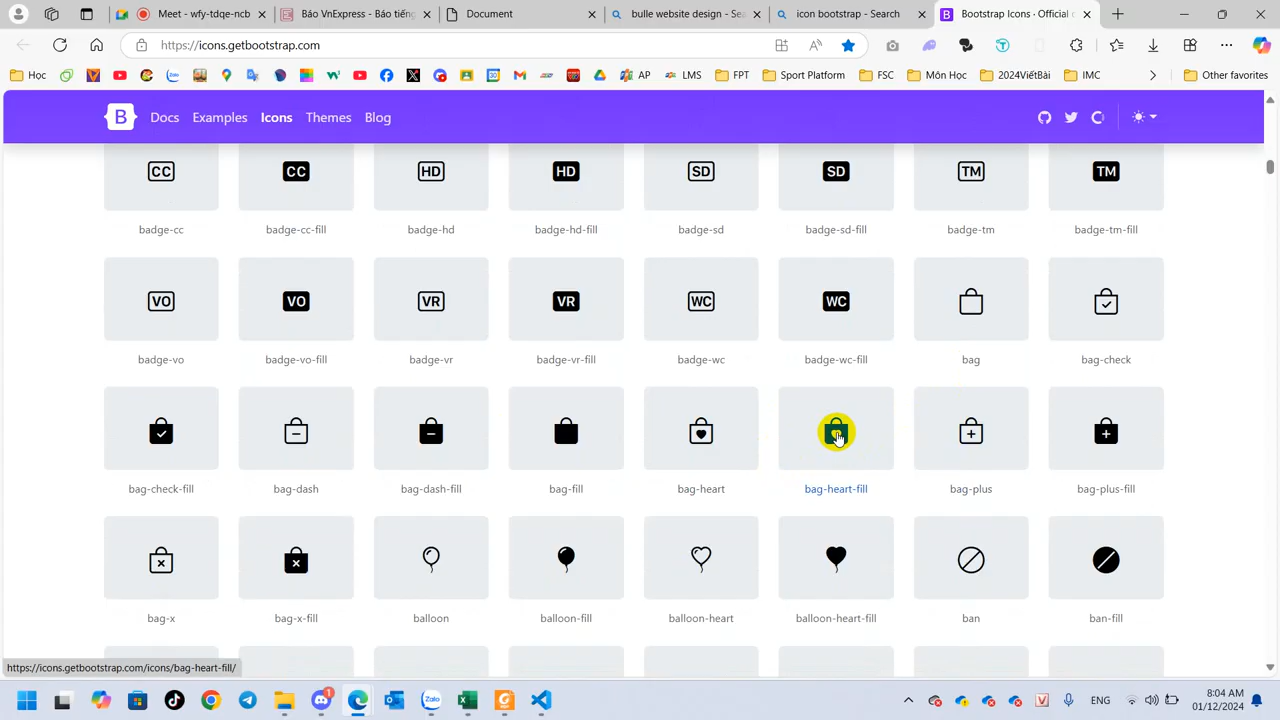 Meet - wfy-tdqe-n
Báo VnExpress - Báo tiếng
Document
bulle website design - Sea
icon bootstrap - Search
Bootstrap Icons · Official o
https://icons.getbootstrap.com
Học
AP
LMS
FPT
Sport Platform
FSC
Môn Học
2024ViếtBài
IMC
Other favorites
B Docs Examples Icons Themes Blog
CC CC HD HD SD SD TM TM
badge-cc badge-cc-fill badge-hd badge-hd-fill badge-sd badge-sd-fill badge-tm badge-tm-fill
VO VO VR VR WC WC
badge-vo badge-vo-fill badge-vr badge-vr-fill badge-wc badge-wc-fill bag bag-check
bag-check-fill bag-dash bag-dash-fill bag-fill bag-heart bag-heart-fill bag-plus bag-plus-fill
bag-x bag-x-fill balloon balloon-fill balloon-heart balloon-heart-fill ban ban-fill
https://icons.getbootstrap.com/icons/bag-heart-fill/
1
Zalo
ENG
8:04 AM
01/12/2024